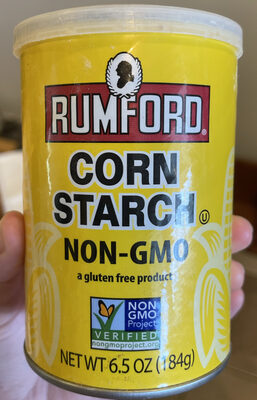 RUMFORD®
CORN
STARCH Ⓤ
NON-GMO
a gluten free product
NON
GMO
Project
VERIFIED
nongmoproject.org
NET WT 6.5 OZ (184g)